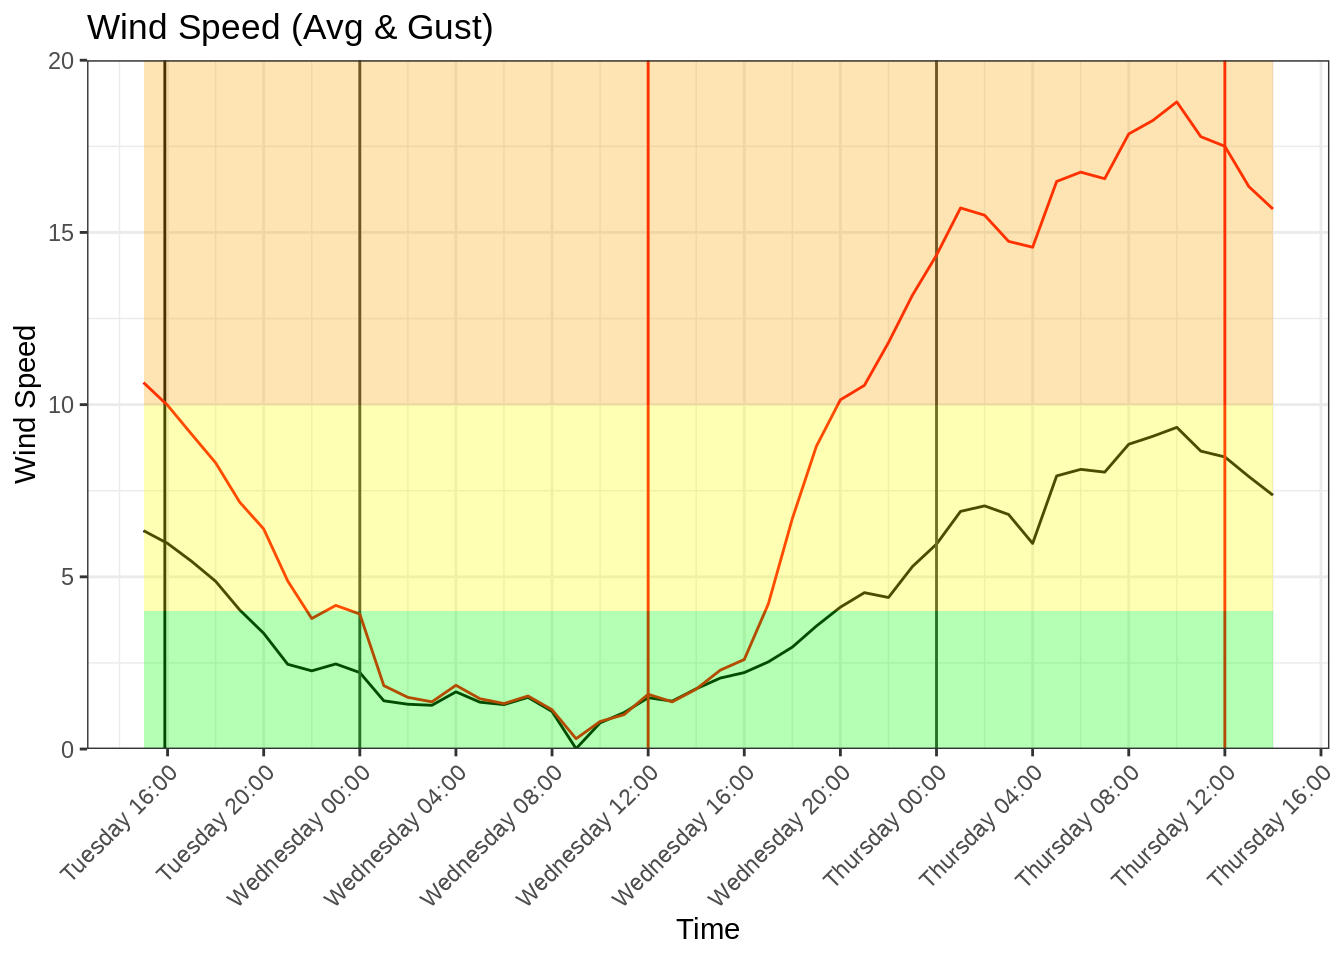 Wind Speed (Avg & Gust)
Wind Speed
20
15
10
5
0
Tuesday 16:00
Tuesday 20:00
Wednesday 00:00
Wednesday 04:00
Wednesday 08:00
Wednesday 12:00
Wednesday 16:00
Wednesday 20:00
Thursday 00:00
Thursday 04:00
Thursday 08:00
Thursday 12:00
Thursday 16:00
Time